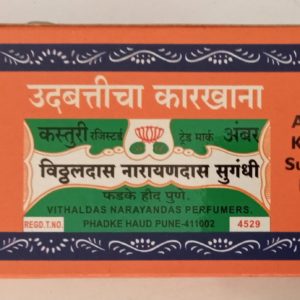 उदबत्तीचा कारखाना
कस्तुरी रजिस्टर्ड ट्रेड मार्क अंबर
विठ्ठलदास नारायणदास सुगंधी
फडके हौद पुणे.
VITHALDAS NARAYANDAS PERFUMERS.
PHADKE HAUD PUNE-411002
REGD.T.NO. 4529
A
K
Su